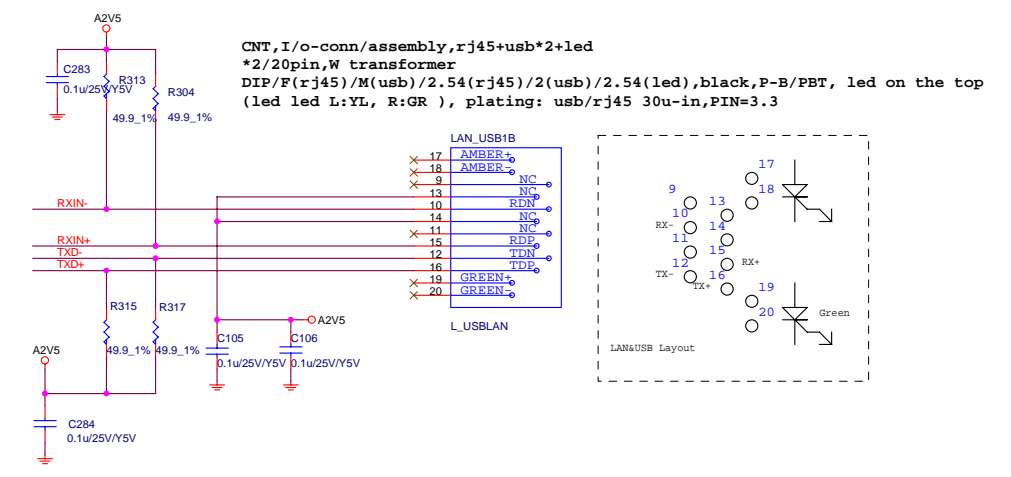 A2V5
CNT,I/o-conn/assembly,rj45+usb*2+led
*2/20pin,W transformer
DIP/F(rj45)/M(usb)/2.54(rj45)/2(usb)/2.54(led),black,P-B/PBT, led on the top
(led led L:YL, R:GR ), plating: usb/rj45 30u-in,PIN=3.3
C283
0.1u/25V/Y5V
R313
49.9_1%
R304
49.9_1%
LAN_USB1B
17 AMBER+
18 AMBER-
9 NC
13 NC
10 RDN
14 NC
11 NC
15 RDP
12 TDN
16 TDP
19 GREEN+
20 GREEN-
L_USBLAN
RXIN-
RXIN+
TXD-
TXD+
R315
49.9_1%
R317
49.9_1%
A2V5
C105
0.1u/25V/Y5V
C106
0.1u/25V/Y5V
A2V5
C284
0.1u/25V/Y5V
17
18
9
13
10
RX-
14
11
15
RX+
12
TX-
16
TX+
19
20
Green
LAN&USB Layout